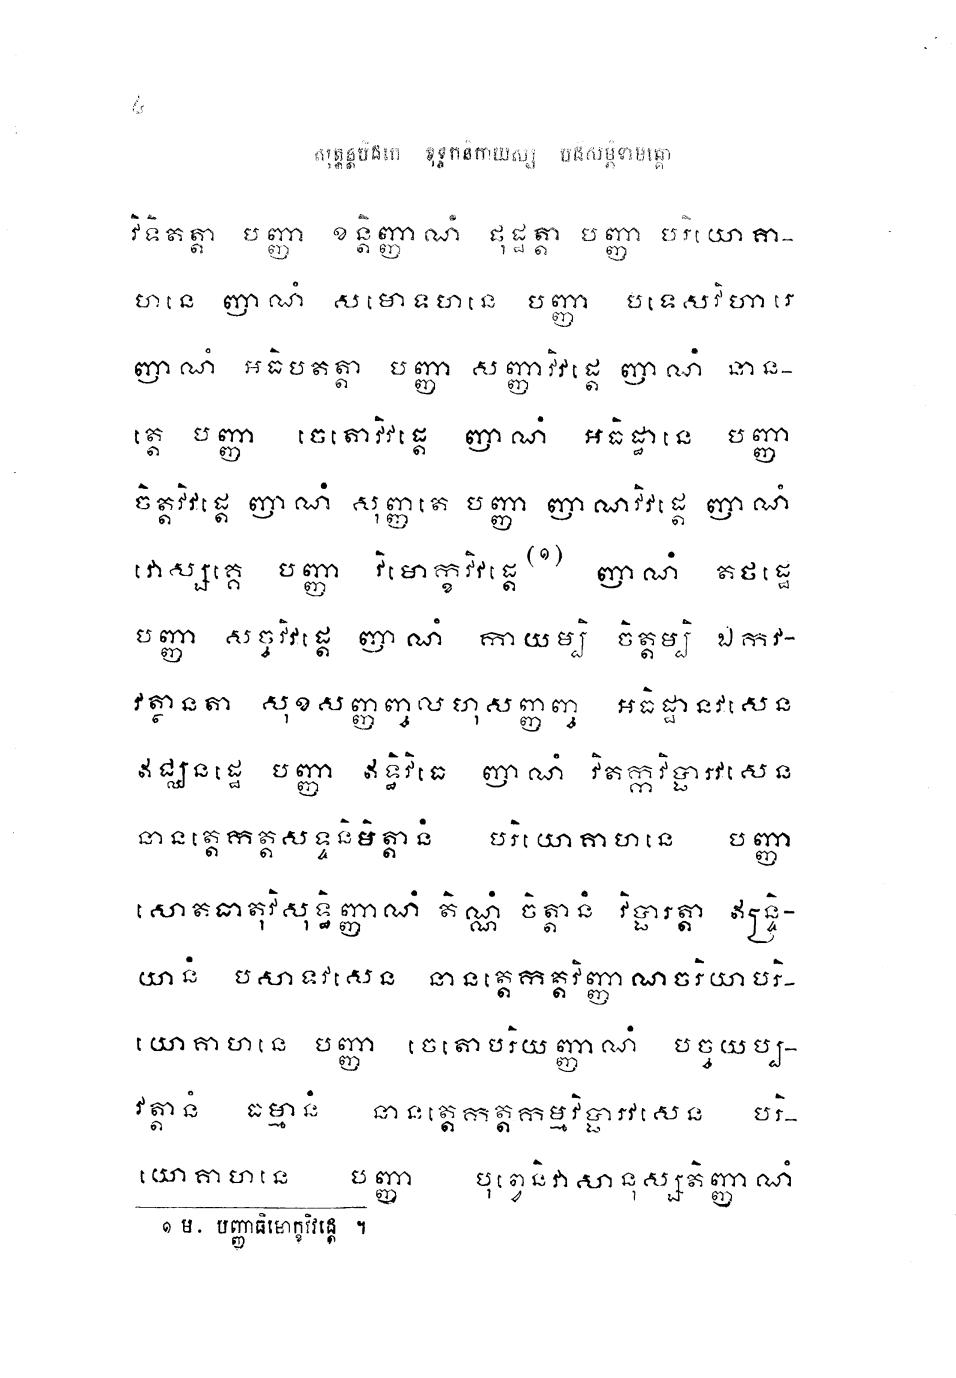 ៤
សុត្តន្តបិដកេ ខុទ្ទកនិកាយស្ស បដិសម្ភិទាមគ្គោ
វិទិតត្តា បញ្ញា ខន្តិញ្ញាណំ ផុដ្ឋត្តា បញ្ញា បរិយោគា-
ហនេ ញាណំ សមោទហនេ បញ្ញា បទេសវិហារេ
ញាណំ អធិបតត្តា បញ្ញា សញ្ញាវិវដ្តេ ញាណំ នាន-
ត្តេ បញ្ញា ចេតោវិវដ្តេ ញាណំ អធិដ្ឋានេ បញ្ញា
ចិត្តវិវដ្តេ ញាណំ សុញ្ញតេ បញ្ញា ញាណវិវដ្តេ ញាណំ
វោស្សគ្គេ បញ្ញា វិមោក្ខវិវដ្តេ(១) ញាណំ តថដ្ឋេ
បញ្ញា សច្ចវិវដ្តេ ញាណំ កាយម្បិ ចិត្តម្បិ ឯកវ-
វត្ថានតា សុខសញ្ញញ្ច លហុសញ្ញញ្ច អធិដ្ឋានវសេន
ឥជ្ឈនដ្ឋេ បញ្ញា ឥទ្ធិវិធេ ញាណំ វិតក្កវិប្ផារវសេន
នានត្តេកត្តសទ្ទនិមិត្តានំ បរិយោគាហនេ បញ្ញា
សោតធាតុវិសុទ្ធិញ្ញាណំ តិណ្ណំ ចិត្តានំ វិប្ផារត្តា ឥន្ទ្រិ-
យានំ បសាទវសេន នានត្តេកត្តវិញ្ញាណចរិយាបរិ-
យោគាហនេ បញ្ញា ចេតោបរិយញ្ញាណំ បច្ចយប្ប-
វត្តានំ ធម្មានំ នានត្តេកត្តកម្មវិប្ផារវសេន បរិ-
យោគាហនេ បញ្ញា បុព្វេនិវាសានុស្សតិញ្ញាណំ
១ ម. បញ្ញាធិមោក្ខវិវដ្តេ ។